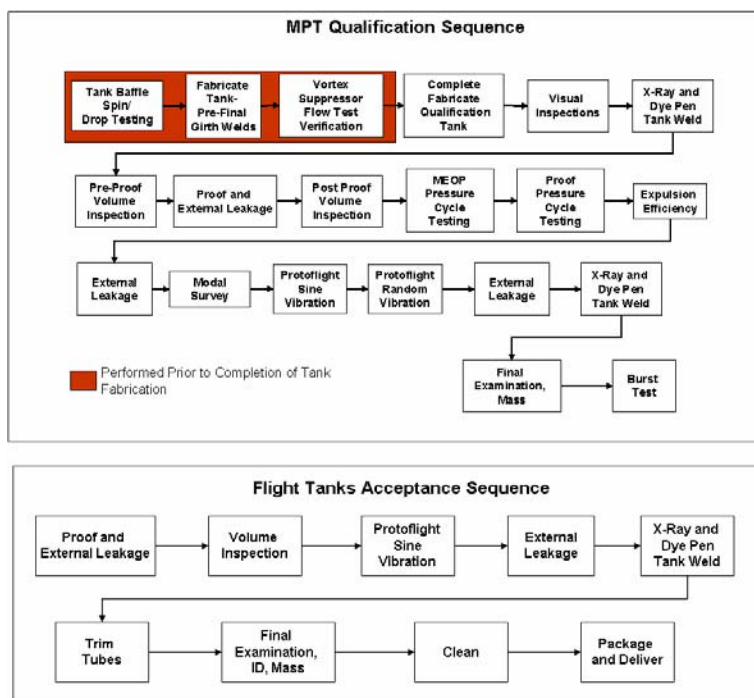 MPT Qualification Sequence
Tank Baffle
Spin/
Drop Testing
Fabricate
Tank-
Pre-Final
Girth Welds
Vortex
Suppressor
Flow Test
Verification
Complete
Fabricate
Qualification
Tank
Visual
Inspections
X-Ray and
Dye Pen
Tank Weld
Pre-Proof
Volume
Inspection
Proof
and External
Leakage
Post Proof
Volume
Inspection
MEOP
Pressure
Cycle
Testing
Proof
Pressure
Cycle
Testing
Expulsion
Efficiency
External
Leakage
Modal
Survey
Protoflight
Sine
Vibration
Protoflight
Random
Vibration
External
Leakage
X-Ray and
Dye Pen
Tank Weld
Performed Prior to Completion of Tank
Fabrication
Final
Examination,
Mass
Burst
Test
Flight Tanks Acceptance Sequence
Proof and
External Leakage
Volume
Inspection
Protoflight
Sine
Vibration
External
Leakage
X-Ray and
Dye Pen
Tank Weld
Trim
Tubes
Final
Examination,
ID, Mass
Clean
Package
and Deliver